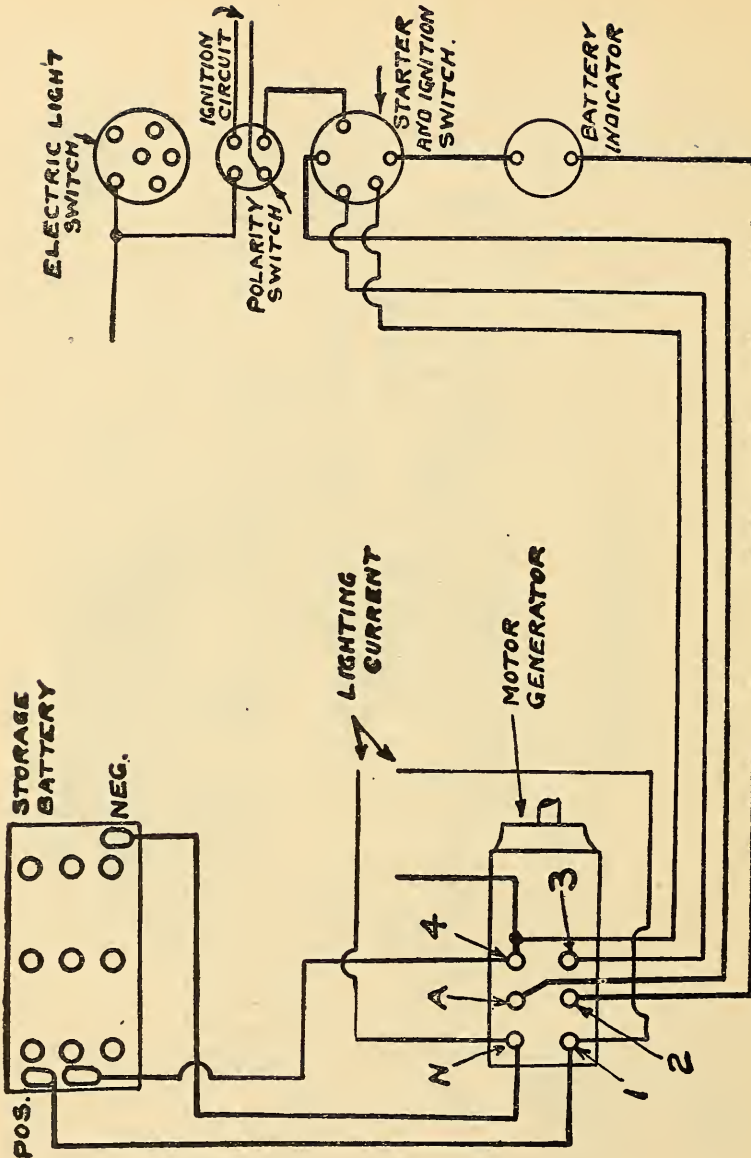 ELECTRIC LIGHT
SWITCH
IGNITION
CIRCUIT
POLARITY
SWITCH
STARTER
AND IGNITION
SWITCH.
BATTERY
INDICATOR
STORAGE
BATTERY
POS.
NEG.
LIGHTING
CURRENT
MOTOR
GENERATOR
N
A
4
1
2
3